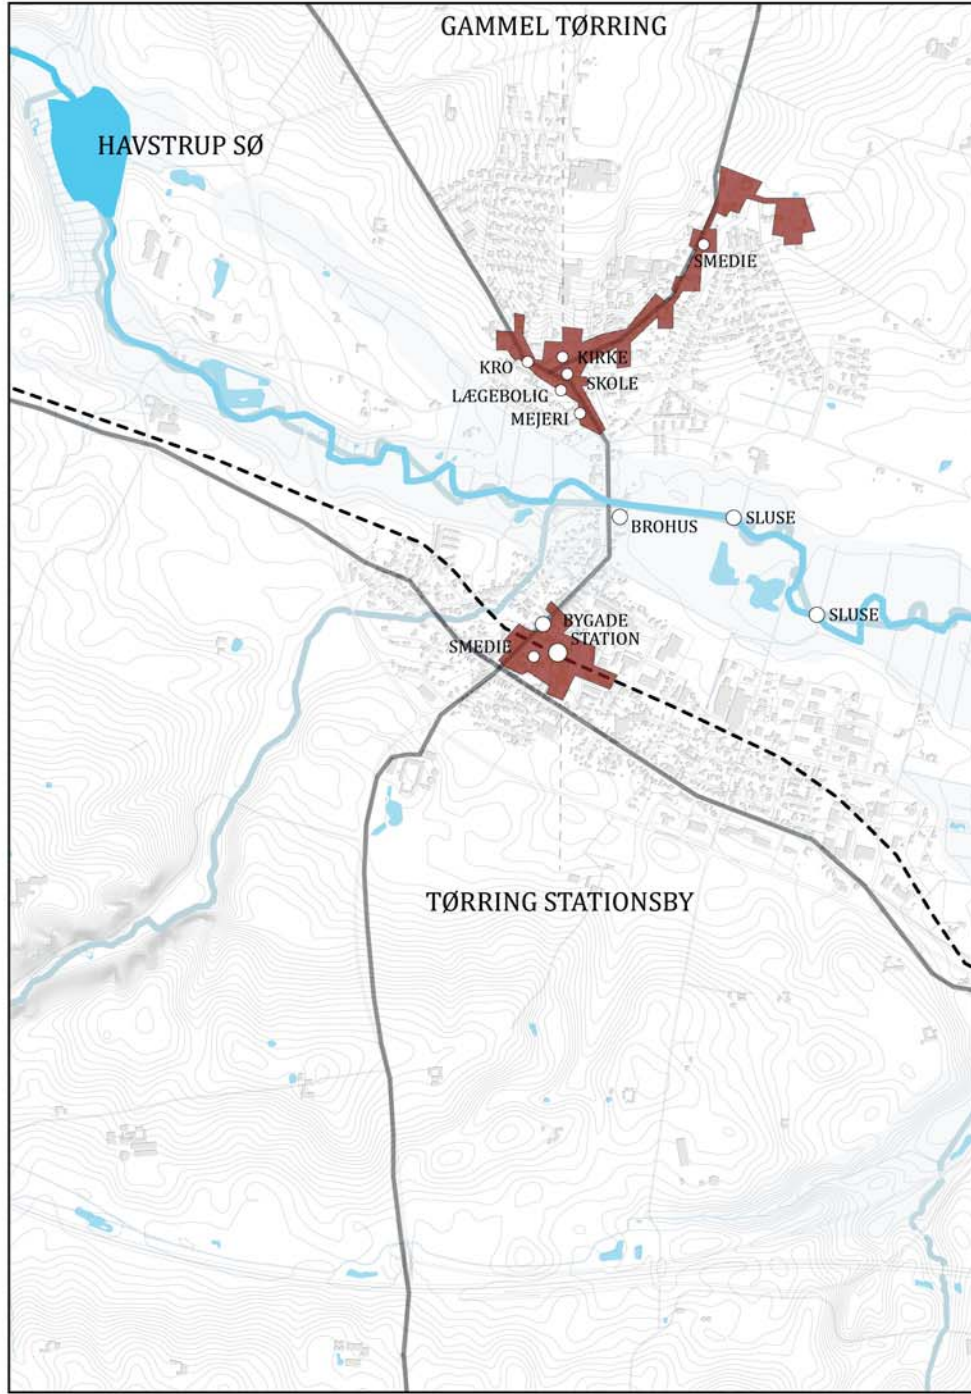 GAMMEL TØRRING
HAVSTRUP SØ
SMEDIE
KIRKE
KRO
SKOLE
LÆGEBOLIG
MEJERI
SLUSE
BROHUS
SLUSE
BYGADE
STATION
SMEDIE
TØRRING STATIONSBY